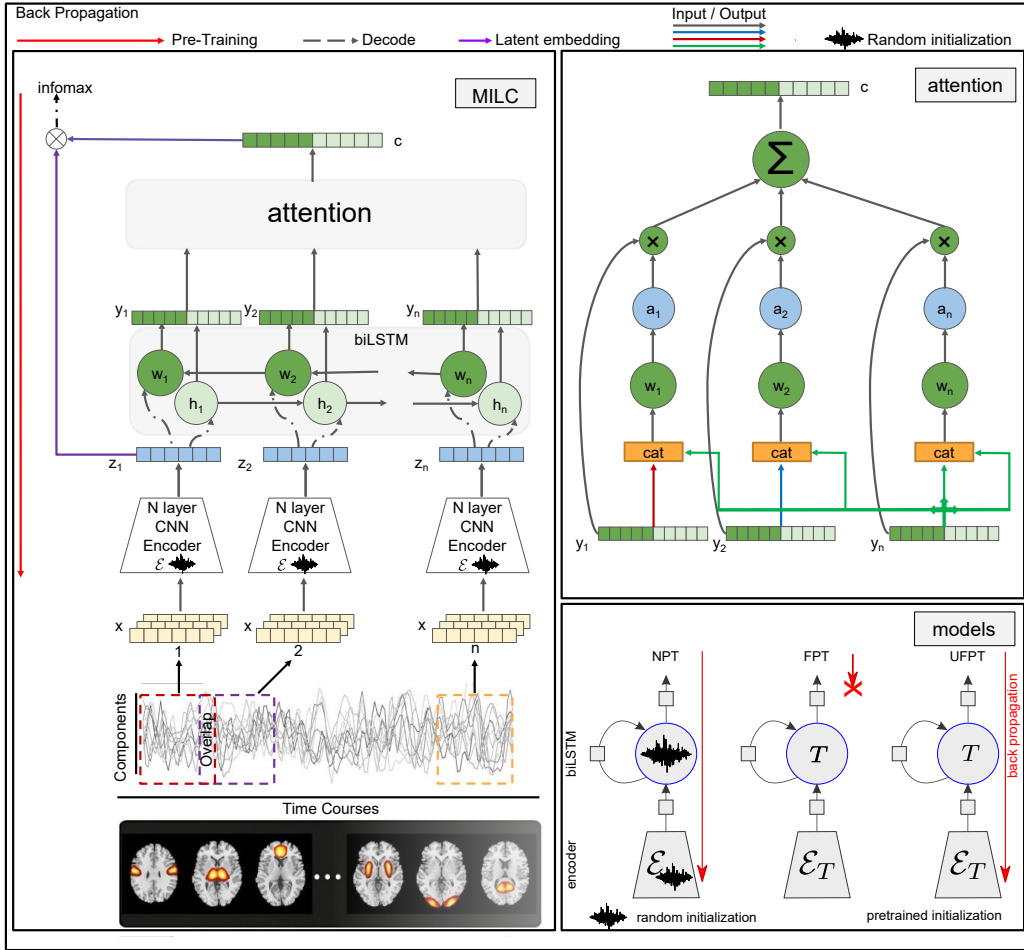 Back Propagation
Pre-Training
Decode
Latent embedding
Input / Output
Random initialization
MILC
infomax
c
attention
y1
y2
yn
biLSTM
w1
w2
wn
h1
h2
hn
z1
z2
zn
N layer
CNN
Encoder
ℰ
N layer
CNN
Encoder
ℰ
N layer
CNN
Encoder
ℰ
x
x
x
1
2
n
Components
Overlap
Time Courses
attention
c
Σ
× × ×
a1
a2
an
w1
w2
wn
cat
cat
cat
y1
y2
yn
models
NPT
FPT
UFPT
biLSTM
T
T
back propagation
encoder
ℰ
ℰT
ℰT
random initialization
pretrained initialization